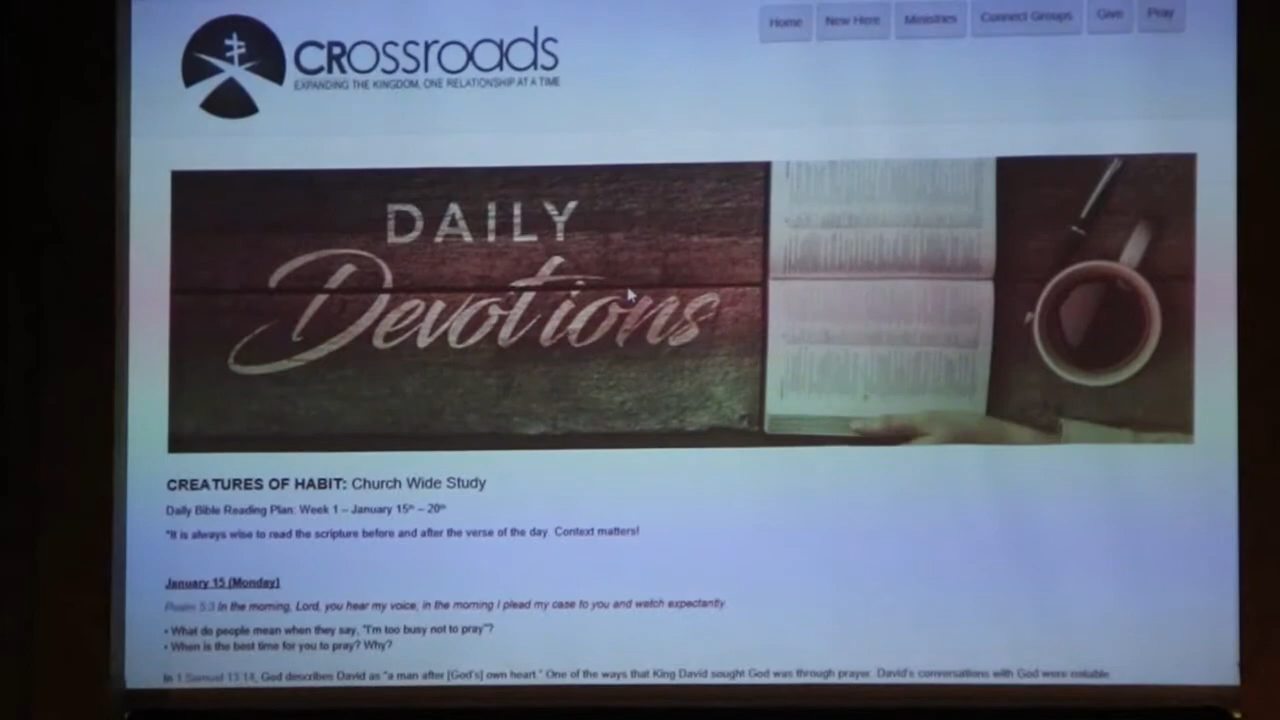 Home New Here Ministries Connect Groups Give Pray
CROSSROADS
EXPANDING THE KINGDOM, ONE RELATIONSHIP AT A TIME
DAILY
Devotions
CREATURES OF HABIT: Church Wide Study
Daily Bible Reading Plan: Week 1 – January 15th – 20th
*It is always wise to read the scripture before and after the verse of the day. Context matters!
January 15 (Monday)
Psalm 5:3 In the morning, Lord, you hear my voice; in the morning I plead my case to you and watch expectantly.
• What do people mean when they say, "I'm too busy not to pray"?
• When is the best time for you to pray? Why?
In 1 Samuel 13:14, God describes David as "a man after [God's] own heart." One of the ways that King David sought God was through prayer. David's conversations with God were notable